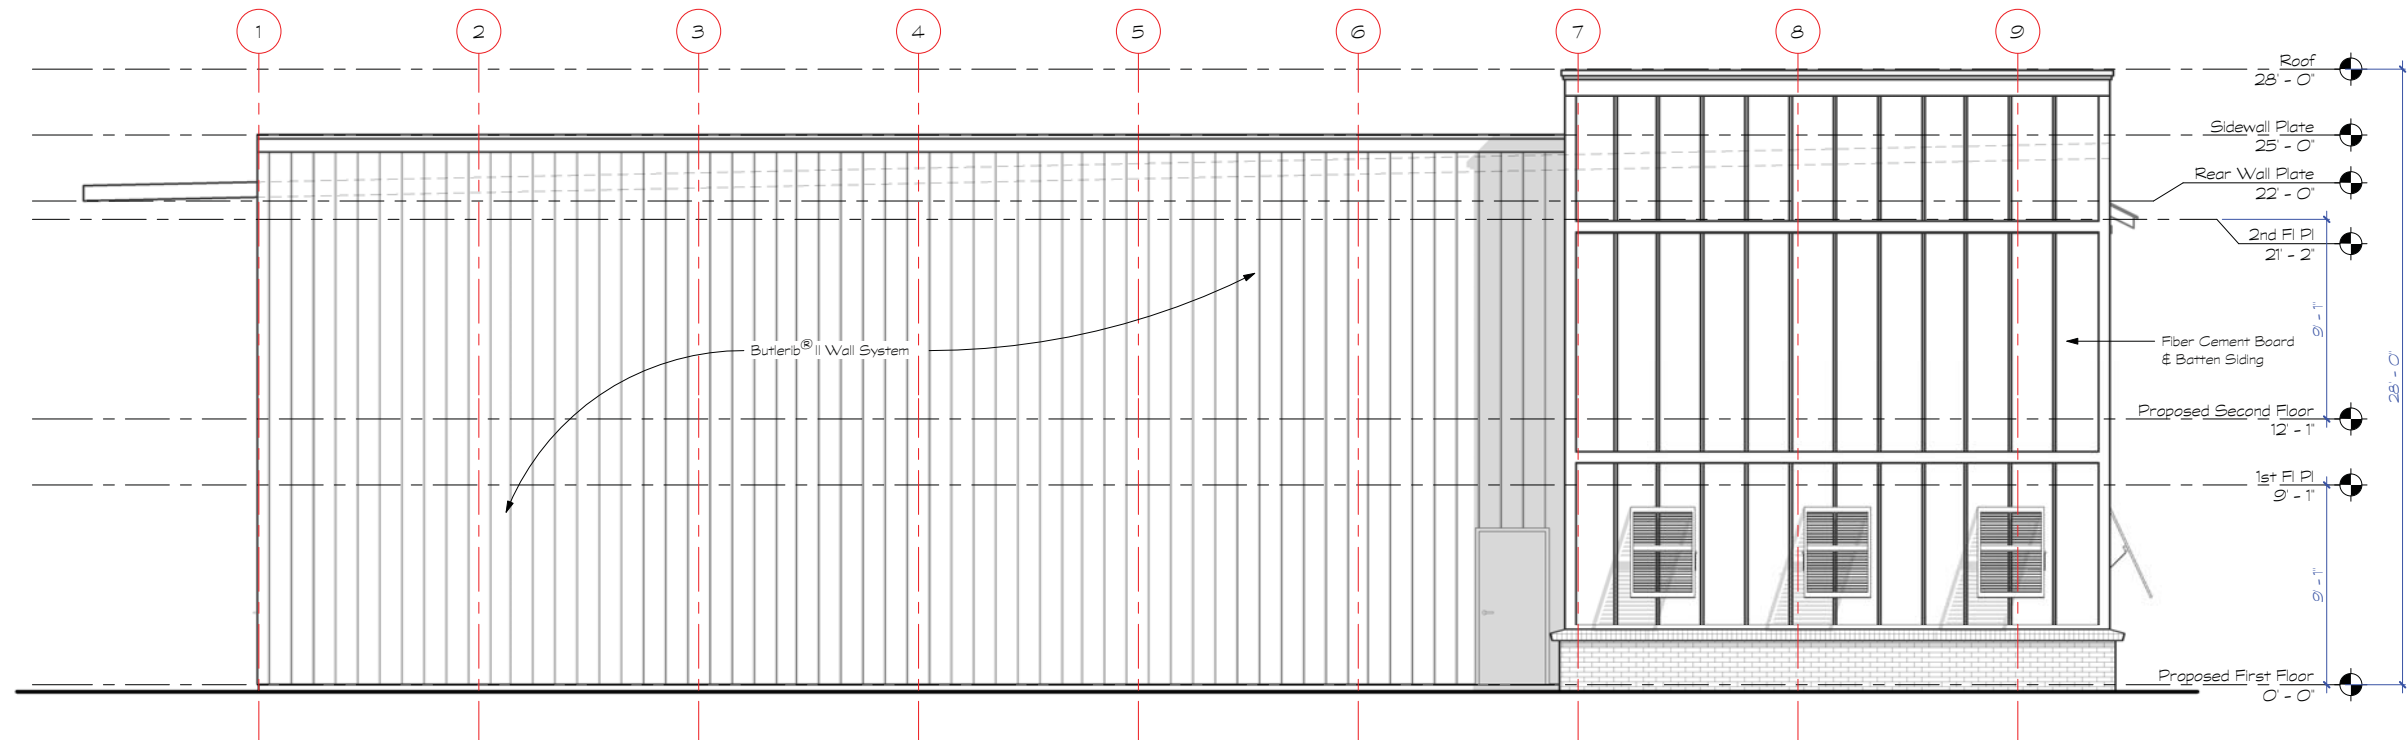 1 2 3 4 5 6 7 8 9
Roof
28' - 0"
Sidewall Plate
25' - 0"
Rear Wall Plate
22' - 0"
2nd Fl Pl
21' - 2"
9' - 1"
Butlerib® II Wall System
Fiber Cement Board
& Batten Siding
28' - 0"
Proposed Second Floor
12' - 1"
1st Fl Pl
9' - 1"
9' - 1"
Proposed First Floor
0' - 0"